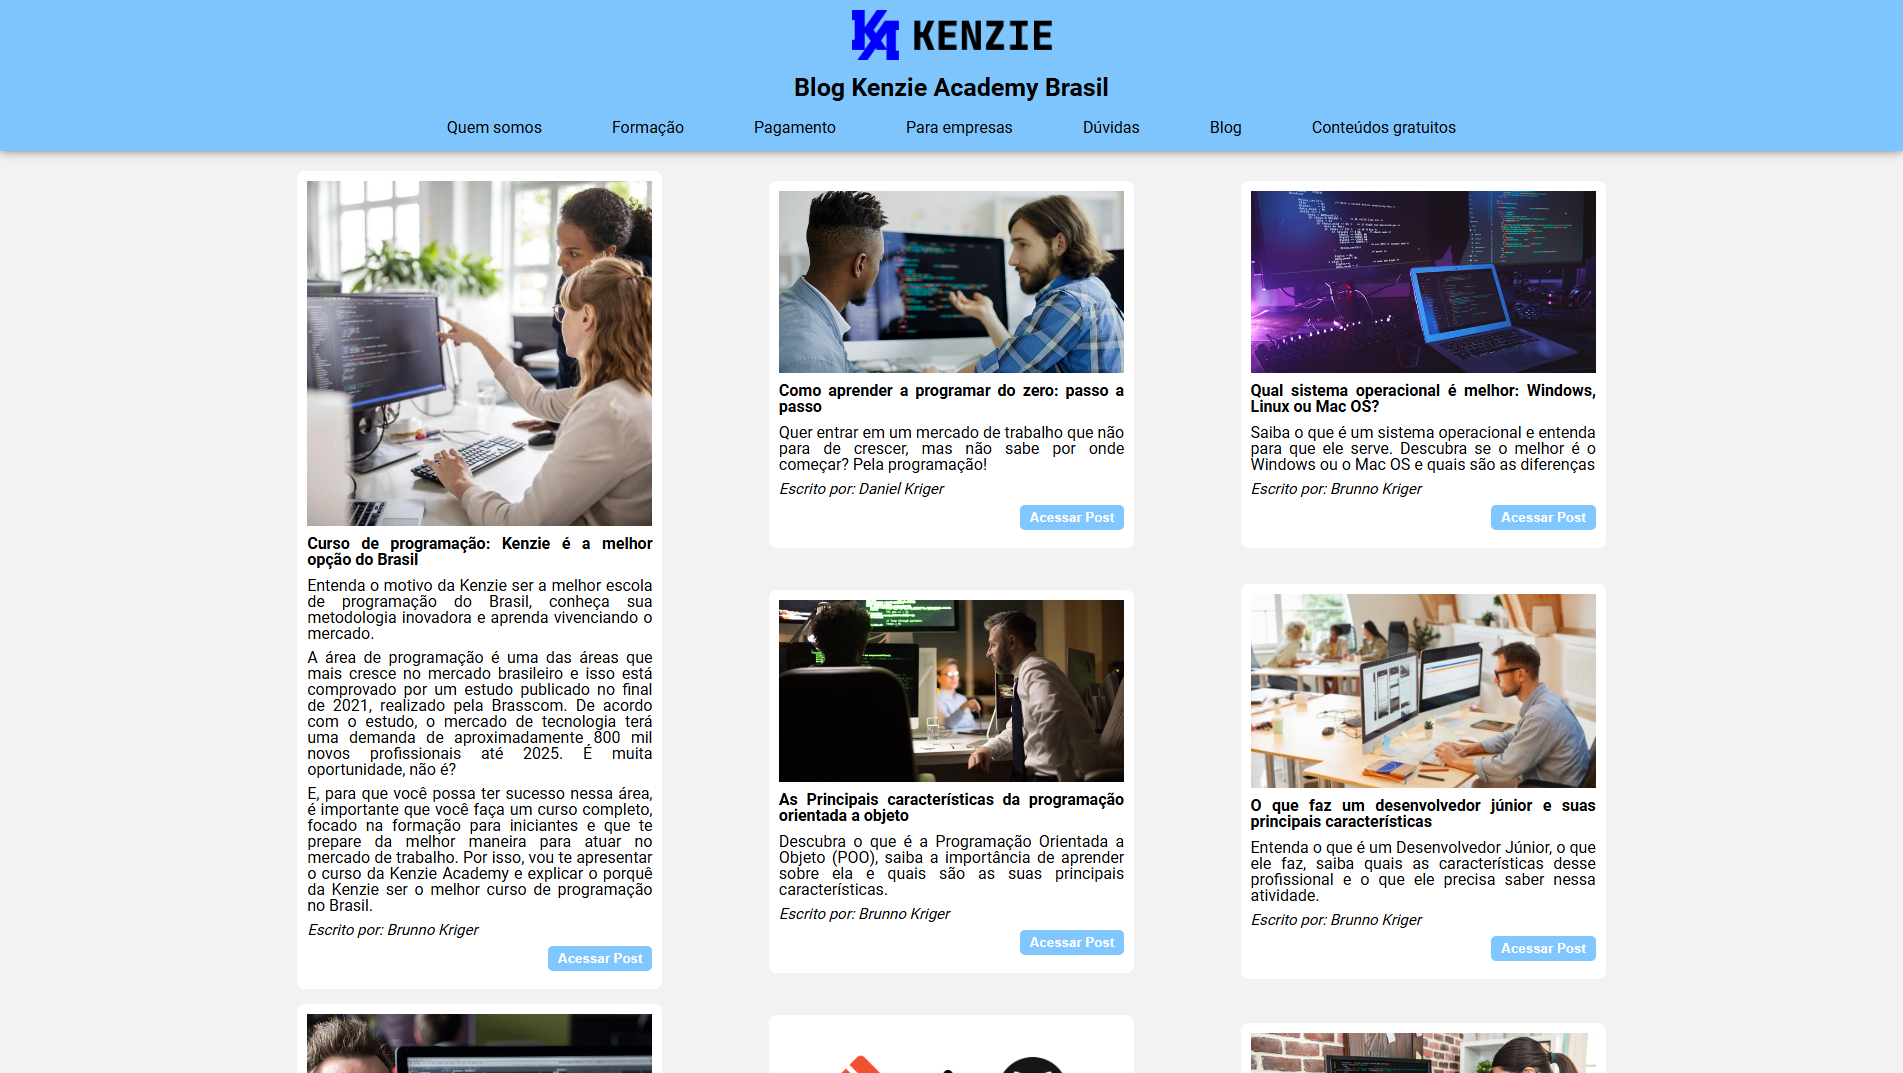 KENZIE
Blog Kenzie Academy Brasil
Quem somos
Formação
Pagamento
Para empresas
Dúvidas
Blog
Conteúdos gratuitos
Curso de programação: Kenzie é a melhor
opção do Brasil
Entenda o motivo da Kenzie ser a melhor escola
de programação do Brasil, conheça sua
metodologia inovadora e aprenda vivenciando o
mercado.
A área de programação é uma das áreas que
mais cresce no mercado brasileiro e isso está
comprovado por um estudo publicado no final
de 2021, realizado pela Brasscom. De acordo
com o estudo, o mercado de tecnologia terá
uma demanda de aproximadamente 800 mil
novos profissionais até 2025. É muita
oportunidade, não é?
E, para que você possa ter sucesso nessa área,
é importante que você faça um curso completo,
focado na formação para iniciantes e que te
prepare da melhor maneira para atuar no
mercado de trabalho. Por isso, vou te apresentar
o curso da Kenzie Academy e explicar o porquê
da Kenzie ser o melhor curso de programação
no Brasil.
Escrito por: Brunno Kriger
Acessar Post
Como aprender a programar do zero: passo a
passo
Quer entrar em um mercado de trabalho que não
para de crescer, mas não sabe por onde
começar? Pela programação!
Escrito por: Daniel Kriger
Acessar Post
As Principais características da programação
orientada a objeto
Descubra o que é a Programação Orientada a
Objeto (POO), saiba a importância de aprender
sobre ela e quais são as suas principais
características.
Escrito por: Brunno Kriger
Acessar Post
Qual sistema operacional é melhor: Windows,
Linux ou Mac OS?
Saiba o que é um sistema operacional e entenda
para que ele serve. Descubra se o melhor é o
Windows ou o Mac OS e quais são as diferenças
Escrito por: Brunno Kriger
Acessar Post
O que faz um desenvolvedor júnior e suas
principais características
Entenda o que é um Desenvolvedor Júnior, o que
ele faz, saiba quais as características desse
profissional e o que ele precisa saber nessa
atividade.
Escrito por: Brunno Kriger
Acessar Post